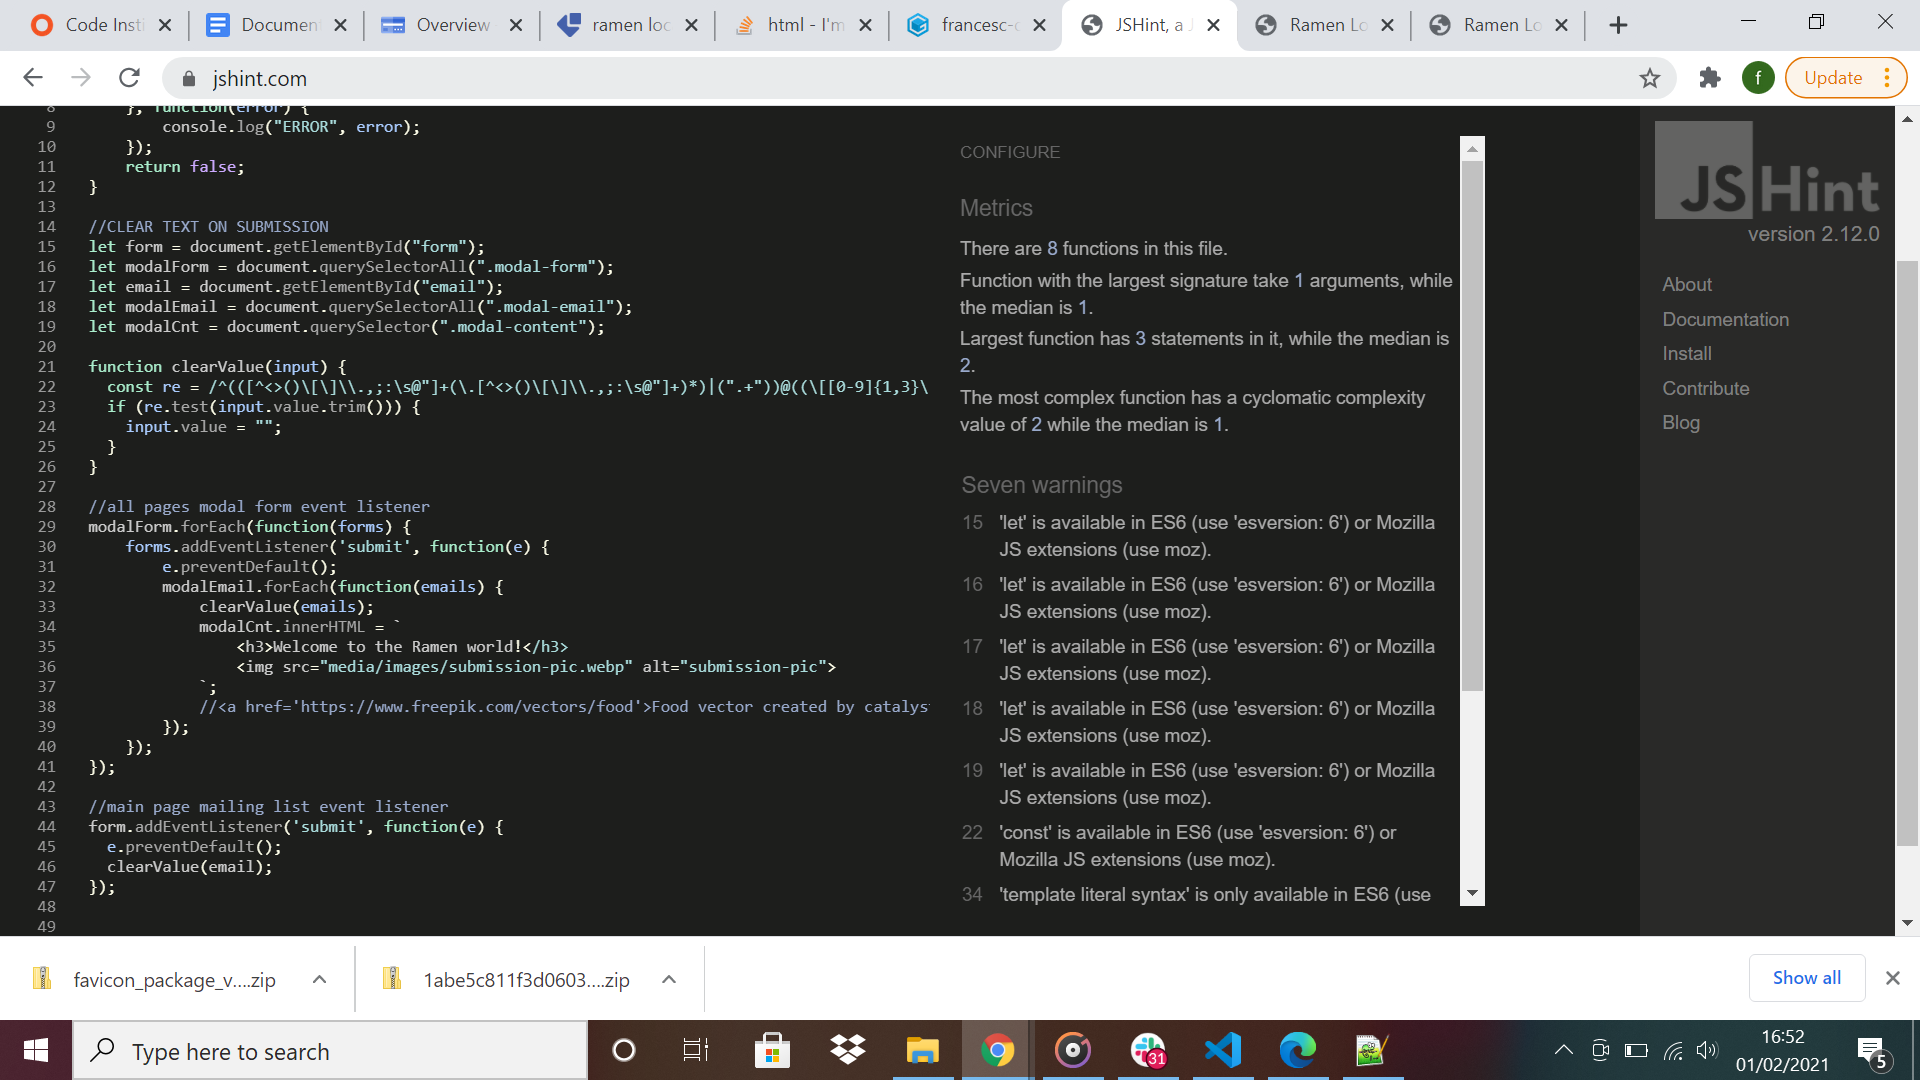 Code Insti
Document
Overview
ramen loc
html - I'm
francesc-c
JSHint, a J
Ramen Lo
Ramen Lo
jshint.com
f
Update
8 }, function(error) {
9 console.log("ERROR", error);
10 });
11 return false;
12 }
13
14 //CLEAR TEXT ON SUBMISSION
15 let form = document.getElementById("form");
16 let modalForm = document.querySelectorAll(".modal-form");
17 let email = document.getElementById("email");
18 let modalEmail = document.querySelectorAll(".modal-email");
19 let modalCnt = document.querySelector(".modal-content");
20
21 function clearValue(input) {
22 const re = /^(([^<>()\[\]\\.,;:\s@"]+(\.[^<>()\[\]\\.,;:\s@"]+)*)|(".+"))@((\[[0-9]{1,3}\
23 if (re.test(input.value.trim())) {
24 input.value = "";
25 }
26 }
27
28 //all pages modal form event listener
29 modalForm.forEach(function(forms) {
30 forms.addEventListener('submit', function(e) {
31 e.preventDefault();
32 modalEmail.forEach(function(emails) {
33 clearValue(emails);
34 modalCnt.innerHTML = `
35 <h3>Welcome to the Ramen world!</h3>
36 <img src="media/images/submission-pic.webp" alt="submission-pic">
37 `;
38 //<a href='https://www.freepik.com/vectors/food'>Food vector created by catalys
39 });
40 });
41 });
42
43 //main page mailing list event listener
44 form.addEventListener('submit', function(e) {
45 e.preventDefault();
46 clearValue(email);
47 });
48
49
CONFIGURE
Metrics
There are 8 functions in this file.
Function with the largest signature take 1 arguments, while
the median is 1.
Largest function has 3 statements in it, while the median is
2.
The most complex function has a cyclomatic complexity
value of 2 while the median is 1.
Seven warnings
15 'let' is available in ES6 (use 'esversion: 6') or Mozilla
JS extensions (use moz).
16 'let' is available in ES6 (use 'esversion: 6') or Mozilla
JS extensions (use moz).
17 'let' is available in ES6 (use 'esversion: 6') or Mozilla
JS extensions (use moz).
18 'let' is available in ES6 (use 'esversion: 6') or Mozilla
JS extensions (use moz).
19 'let' is available in ES6 (use 'esversion: 6') or Mozilla
JS extensions (use moz).
22 'const' is available in ES6 (use 'esversion: 6') or
Mozilla JS extensions (use moz).
34 'template literal syntax' is only available in ES6 (use
JSHint
version 2.12.0
About
Documentation
Install
Contribute
Blog
favicon_package_v....zip
1abe5c811f3d0603....zip
Show all
Type here to search
31
16:52
01/02/2021
5